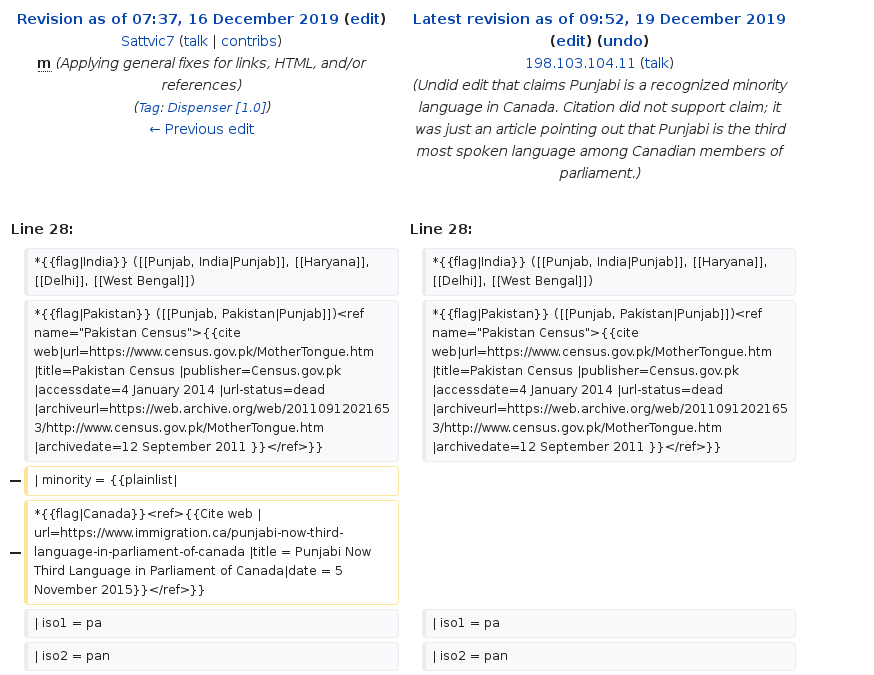 Revision as of 07:37, 16 December 2019 (edit)
Sattvic7 (talk | contribs)
m (Applying general fixes for links, HTML, and/or
references)
(Tag: Dispenser [1.0])
← Previous edit
Latest revision as of 09:52, 19 December 2019
(edit) (undo)
198.103.104.11 (talk)
(Undid edit that claims Punjabi is a recognized minority
language in Canada. Citation did not support claim; it
was just an article pointing out that Punjabi is the third
most spoken language among Canadian members of
parliament.)
Line 28:
Line 28:
*{{flag|India}} ([[Punjab, India|Punjab]], [[Haryana]],
[[Delhi]], [[West Bengal]])
*{{flag|India}} ([[Punjab, India|Punjab]], [[Haryana]],
[[Delhi]], [[West Bengal]])
*{{flag|Pakistan}} ([[Punjab, Pakistan|Punjab]])<ref
name="Pakistan Census">{{cite
web|url=https://www.census.gov.pk/MotherTongue.htm
|title=Pakistan Census |publisher=Census.gov.pk
|accessdate=4 January 2014 |url-status=dead
|archiveurl=https://web.archive.org/web/2011091202165
3/http://www.census.gov.pk/MotherTongue.htm
|archivedate=12 September 2011 }}</ref>}}
*{{flag|Pakistan}} ([[Punjab, Pakistan|Punjab]])<ref
name="Pakistan Census">{{cite
web|url=https://www.census.gov.pk/MotherTongue.htm
|title=Pakistan Census |publisher=Census.gov.pk
|accessdate=4 January 2014 |url-status=dead
|archiveurl=https://web.archive.org/web/2011091202165
3/http://www.census.gov.pk/MotherTongue.htm
|archivedate=12 September 2011 }}</ref>}}
− | minority = {{plainlist|
− *{{flag|Canada}}<ref>{{Cite web |
url=https://www.immigration.ca/punjabi-now-third-
language-in-parliament-of-canada |title = Punjabi Now
Third Language in Parliament of Canada|date = 5
November 2015}}</ref>}}
| iso1 = pa
| iso1 = pa
| iso2 = pan
| iso2 = pan